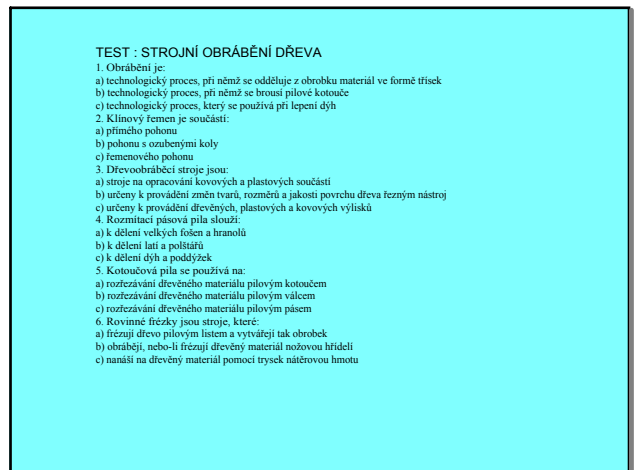 TEST : STROJNÍ OBRÁBĚNÍ DŘEVA
1. Obrábění je:
a) technologický proces, při němž se odděluje z obrobku materiál ve formě třísek
b) technologický proces, při němž se brousí pilové kotouče
c) technologický proces, který se používá při lepení dýh
2. Klínový řemen je součástí:
a) přímého pohonu
b) pohonu s ozubenými koly
c) řemenového pohonu
3. Dřevoobráběcí stroje jsou:
a) stroje na opracování kovových a plastových součástí
b) určeny k provádění změn tvarů, rozměrů a jakosti povrchu dřeva řezným nástroj
c) určeny k provádění dřevěných, plastových a kovových výlisků
4. Rozmítací pásová pila slouží:
a) k dělení velkých fošen a hranolů
b) k dělení latí a polštářů
c) k dělení dýh a poddýžek
5. Kotoučová pila se používá na:
a) rozřezávání dřevěného materiálu pilovým kotoučem
b) rozřezávání dřevěného materiálu pilovým válcem
c) rozřezávání dřevěného materiálu pilovým pásem
6. Rovinné frézky jsou stroje, které:
a) frézují dřevo pilovým listem a vytvářejí tak obrobek
b) obrábějí, nebo-li frézují dřevěný materiál nožovou hřídelí
c) nanáší na dřevěný materiál pomocí trysek nátěrovou hmotu